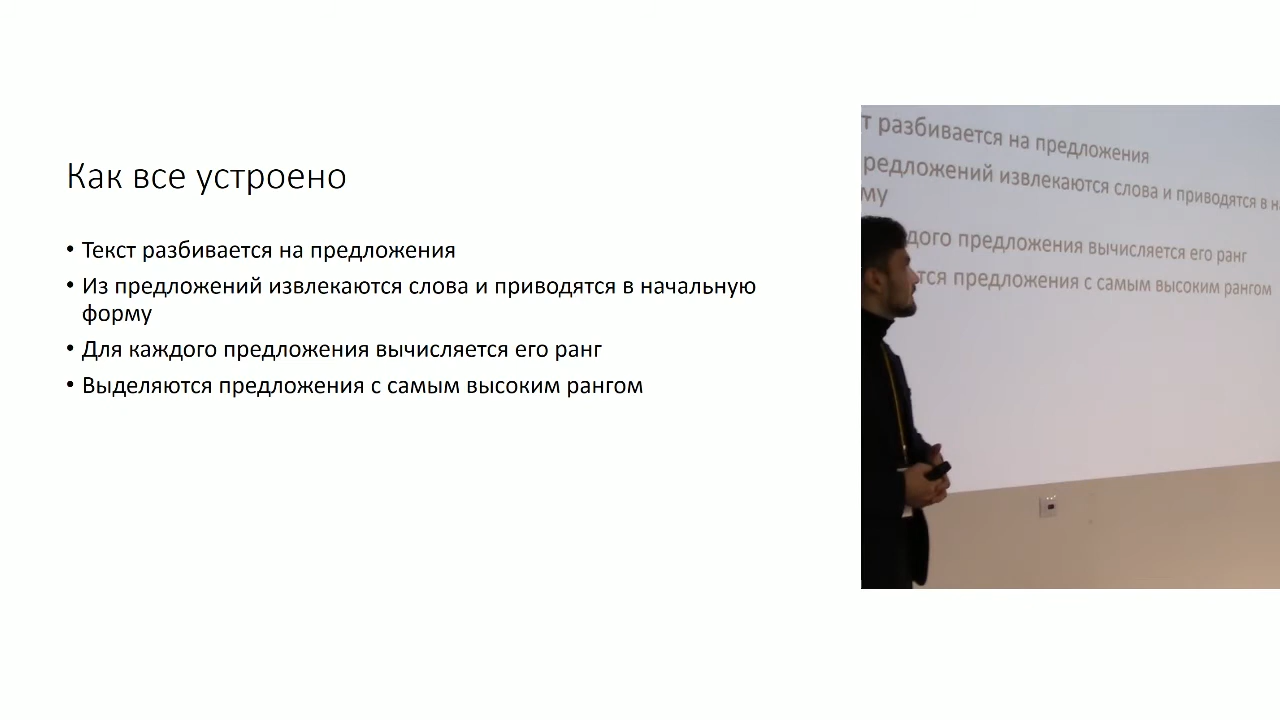 Как все устроено
• Текст разбивается на предложения
• Из предложений извлекаются слова и приводятся в начальную
форму
• Для каждого предложения вычисляется его ранг
• Выделяются предложения с самым высоким рангом
т разбивается на предложения
редложений извлекаются слова и приводятся в н
му
дого предложения вычисляется его ранг
тся предложения с самым высоким рангом